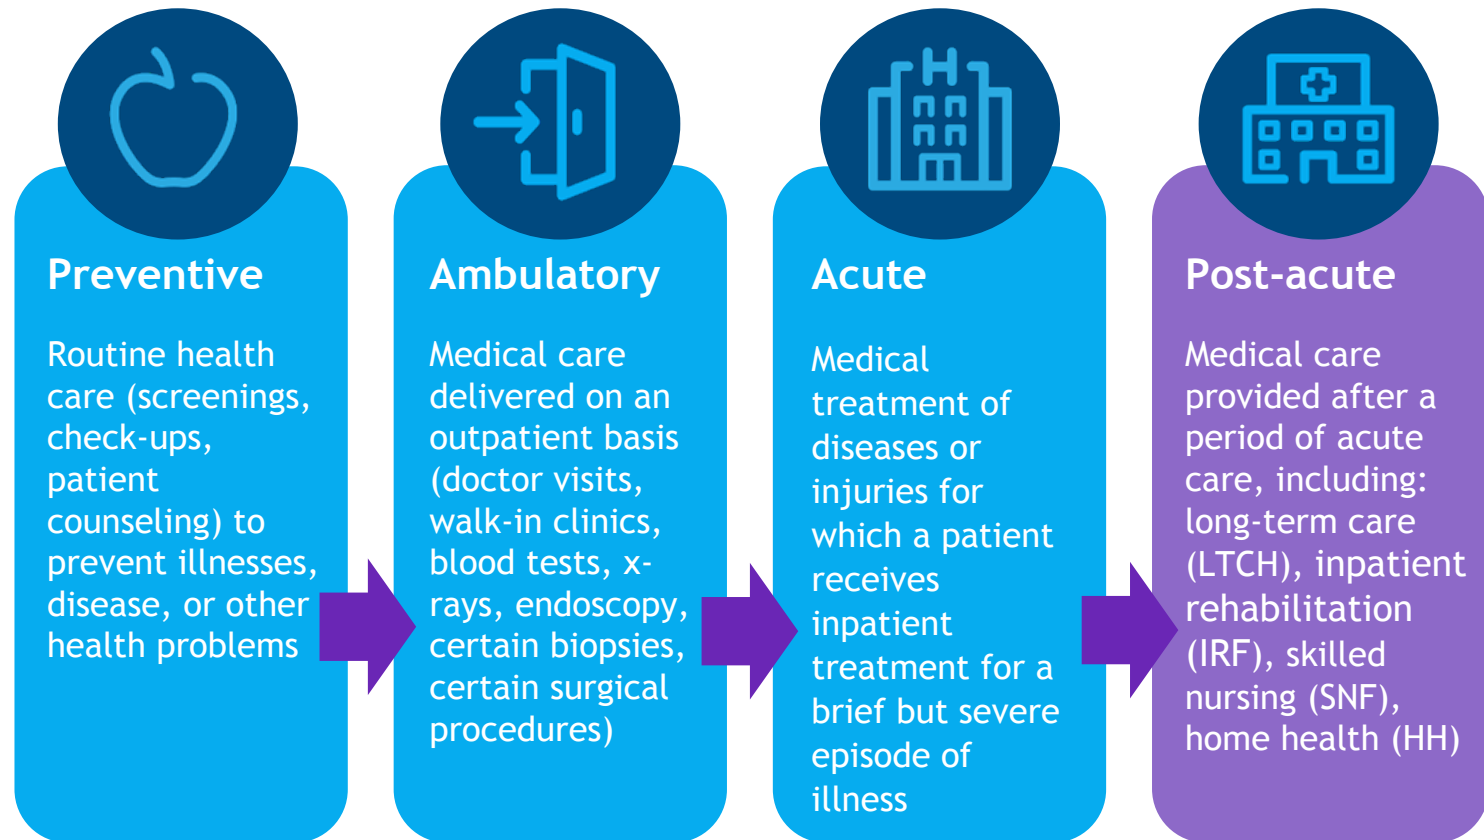 H
Preventive
Routine health
care (screenings,
check-ups,
patient
counseling) to
prevent illnesses,
disease, or other
health problems
Ambulatory
Medical care
delivered on an
outpatient basis
(doctor visits,
walk-in clinics,
blood tests, x-
rays, endoscopy,
certain biopsies,
certain surgical
procedures)
Acute
Medical
treatment of
diseases or
injuries for
which a patient
receives
inpatient
treatment for a
brief but severe
episode of
illness
Post-acute
Medical care
provided after a
period of acute
care, including:
long-term care
(LTCH), inpatient
rehabilitation
(IRF), skilled
nursing (SNF),
home health (HH)